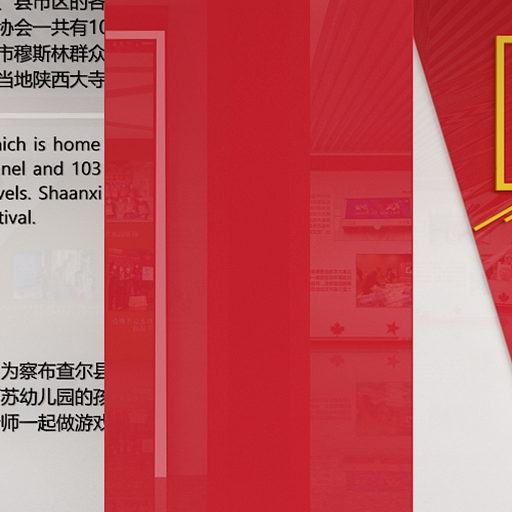 、县市区的各
协会一共有10
市穆斯林群众
当地陕西大寺
ich is home
nel and 103
vels. Shaanxi
tival.
为察布查尔县
苏幼儿园的孩
师一起做游戏